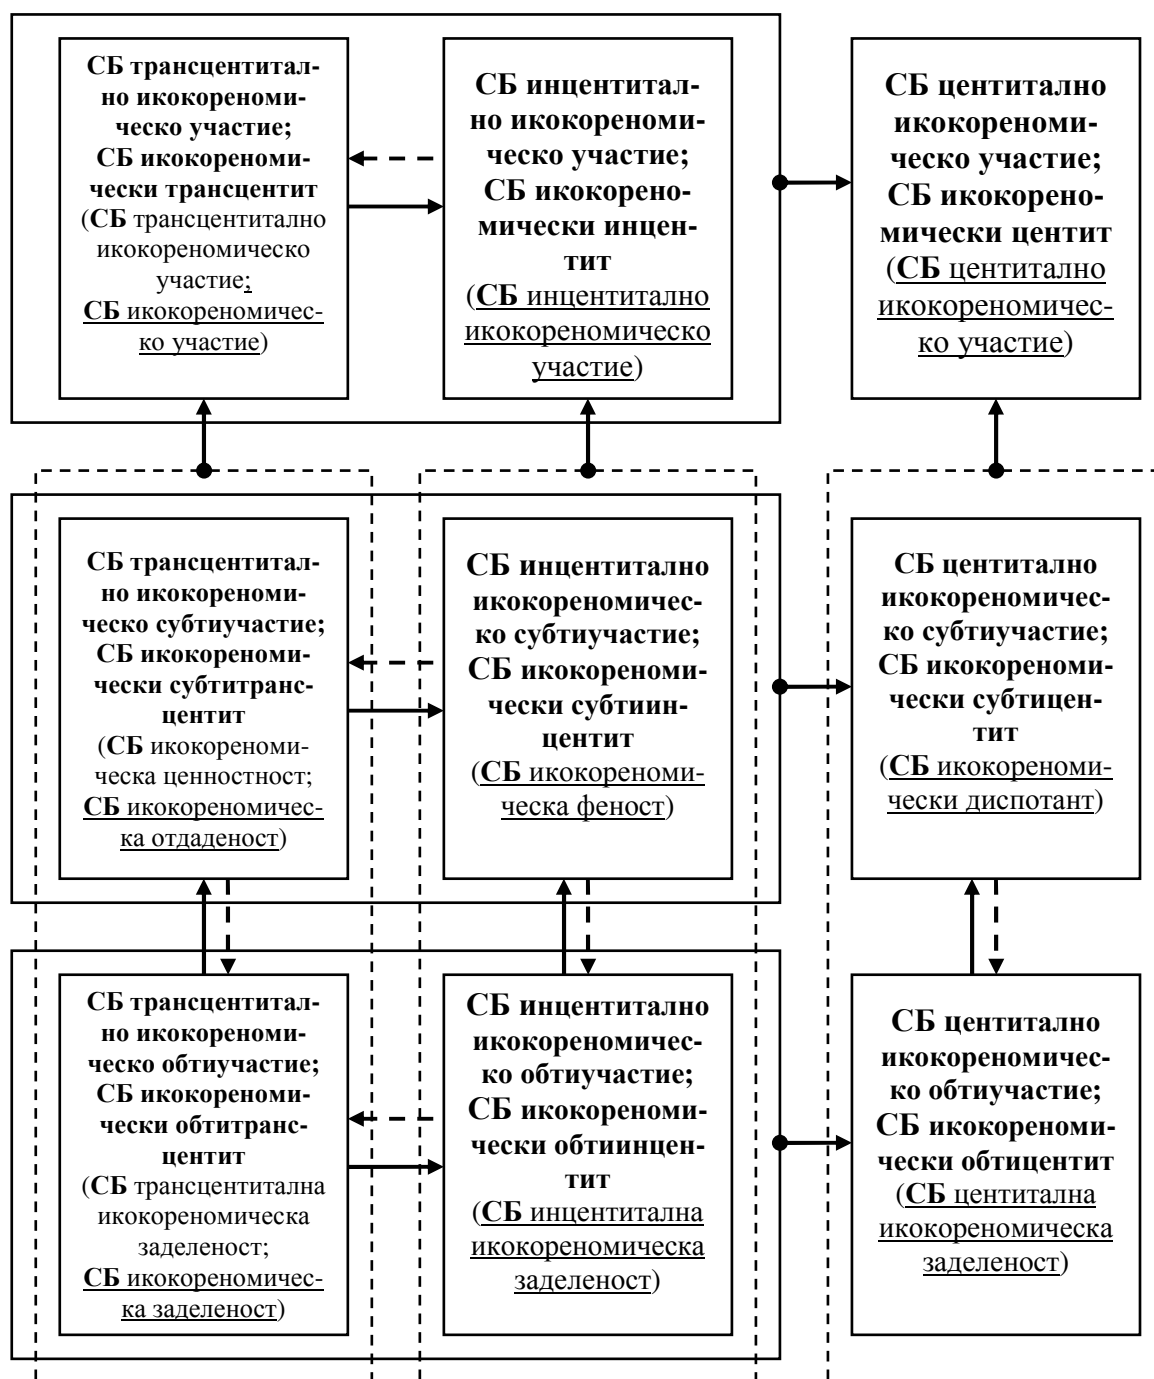 СБ трансцентитал-
но икокореноми-
ческо участие;
СБ икокореноми-
чески трансцентит
(СБ трансцентитално
икокореномическо
участие;
СБ икокореномичес-
ко участие)
СБ инцентитал-
но икокореноми-
ческо участие;
СБ икокорено-
мически инцен-
тит
(СБ инцентитално
икокореномическо
участие)
СБ центитално
икокореноми-
ческо участие;
СБ икокорено-
мически центит
(СБ центитално
икокореномичес-
ко участие)
СБ трансцентитал-
но икокореноми-
ческо субтиучастие;
СБ икокореноми-
чески субтитранс-
центит
(СБ икокореноми-
ческа ценностност;
СБ икокореномичес-
ка отдаденост)
СБ инцентитално
икокореномичес-
ко субтиучастие;
СБ икокореноми-
чески субтиин-
центит
(СБ икокореноми-
ческа феност)
СБ центитално
икокореномичес-
ко субтиучастие;
СБ икокореноми-
чески субтицен-
тит
(СБ икокореноми-
чески диспотант)
СБ трансцентитал-
но икокореноми-
ческо обтиучастие;
СБ икокореноми-
чески обтитранс-
центит
(СБ трансцентитална
икокореномическа
заделеност;
СБ икокореномичес-
ка заделеност)
СБ инцентитално
икокореномичес-
ко обтиучастие;
СБ икокореноми-
чески обтиинцен-
тит
(СБ инцентитална
икокореномическа
заделеност)
СБ центитално
икокореномичес-
ко обтиучастие;
СБ икокореноми-
чески обтицентит
(СБ центитална
икокореномическа
заделеност)